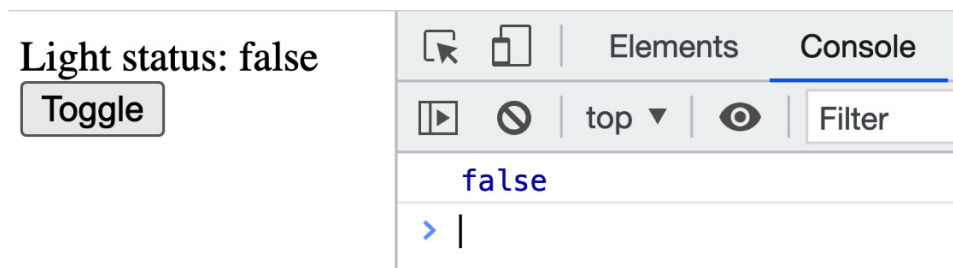 Light status: false
Toggle
Elements Console
top Filter
false